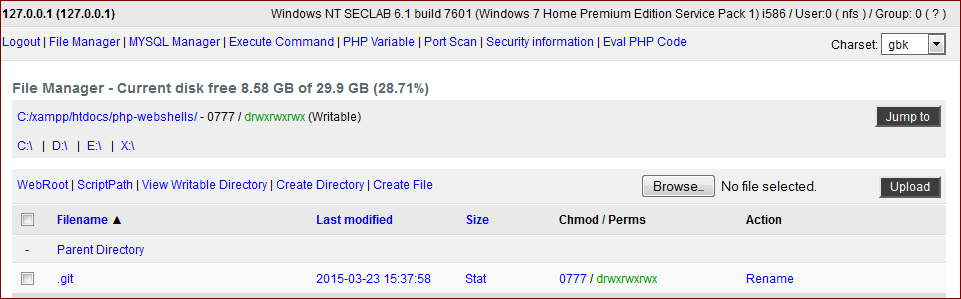 127.0.0.1 (127.0.0.1) Windows NT SECLAB 6.1 build 7601 (Windows 7 Home Premium Edition Service Pack 1) i586 / User:0 ( nfs ) / Group: 0 ( ? )
Logout | File Manager | MYSQL Manager | Execute Command | PHP Variable | Port Scan | Security information | Eval PHP Code Charset: gbk
File Manager - Current disk free 8.58 GB of 29.9 GB (28.71%)
C:/xampp/htdocs/php-webshells/ - 0777 / drwxrwxrwx (Writable) Jump to
C:\ | D:\ | E:\ | X:\
WebRoot | ScriptPath | View Writable Directory | Create Directory | Create File Browse... No file selected. Upload
Filename ▲ Last modified Size Chmod / Perms Action
- Parent Directory
.git 2015-03-23 15:37:58 Stat 0777 / drwxrwxrwx Rename